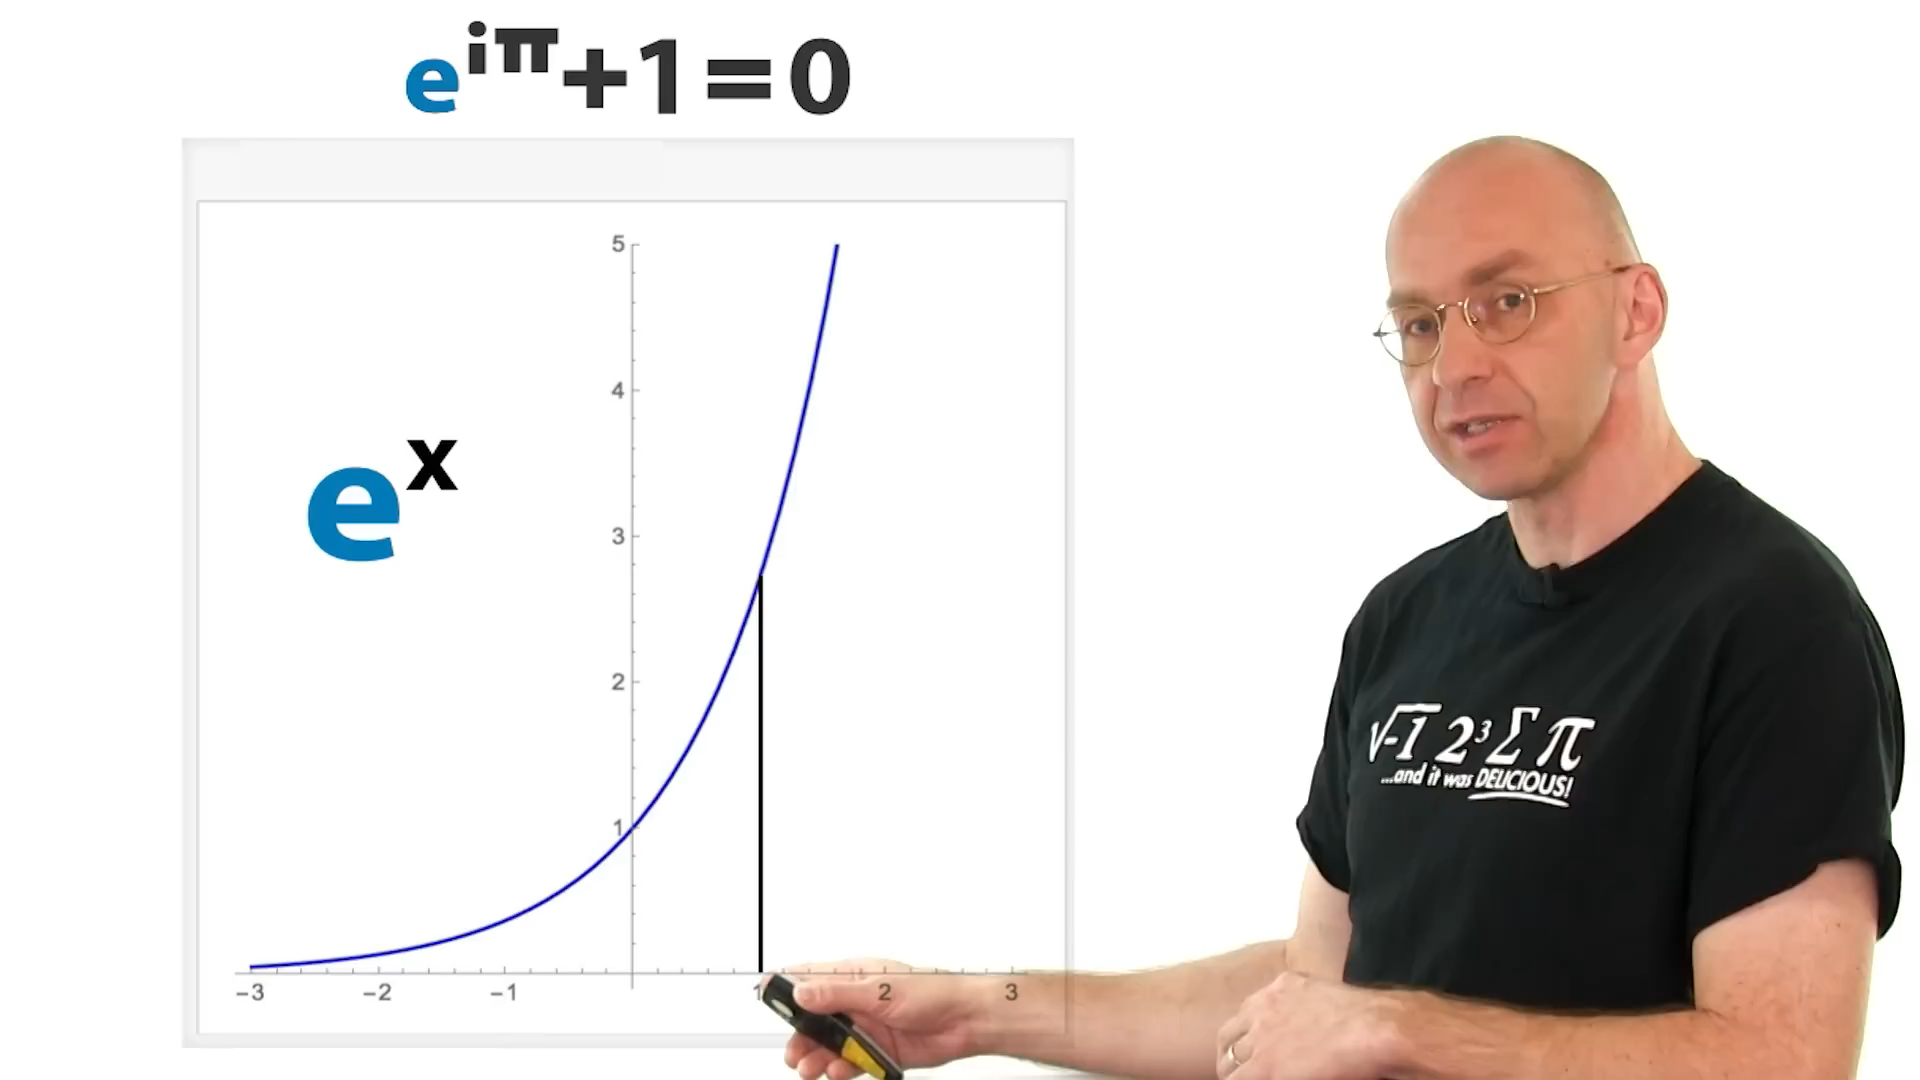 e^{iπ}+1=0
5
4
e^x
3
2
1
−3 −2 −1 1 2 3
√-1 2³ Σ π
...and it was DELICIOUS!